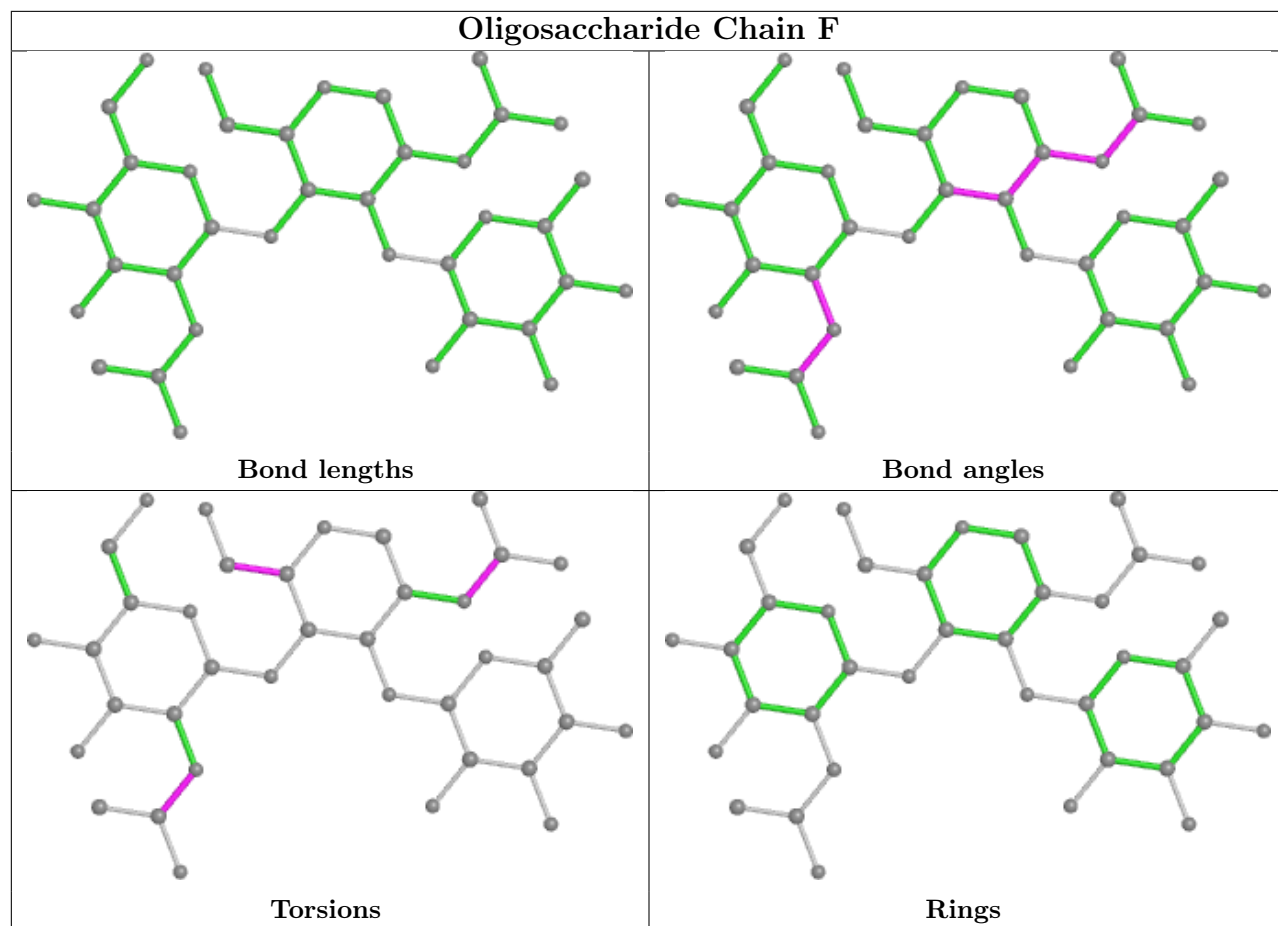 Oligosaccharide Chain F
Bond lengths
Bond angles
Torsions
Rings